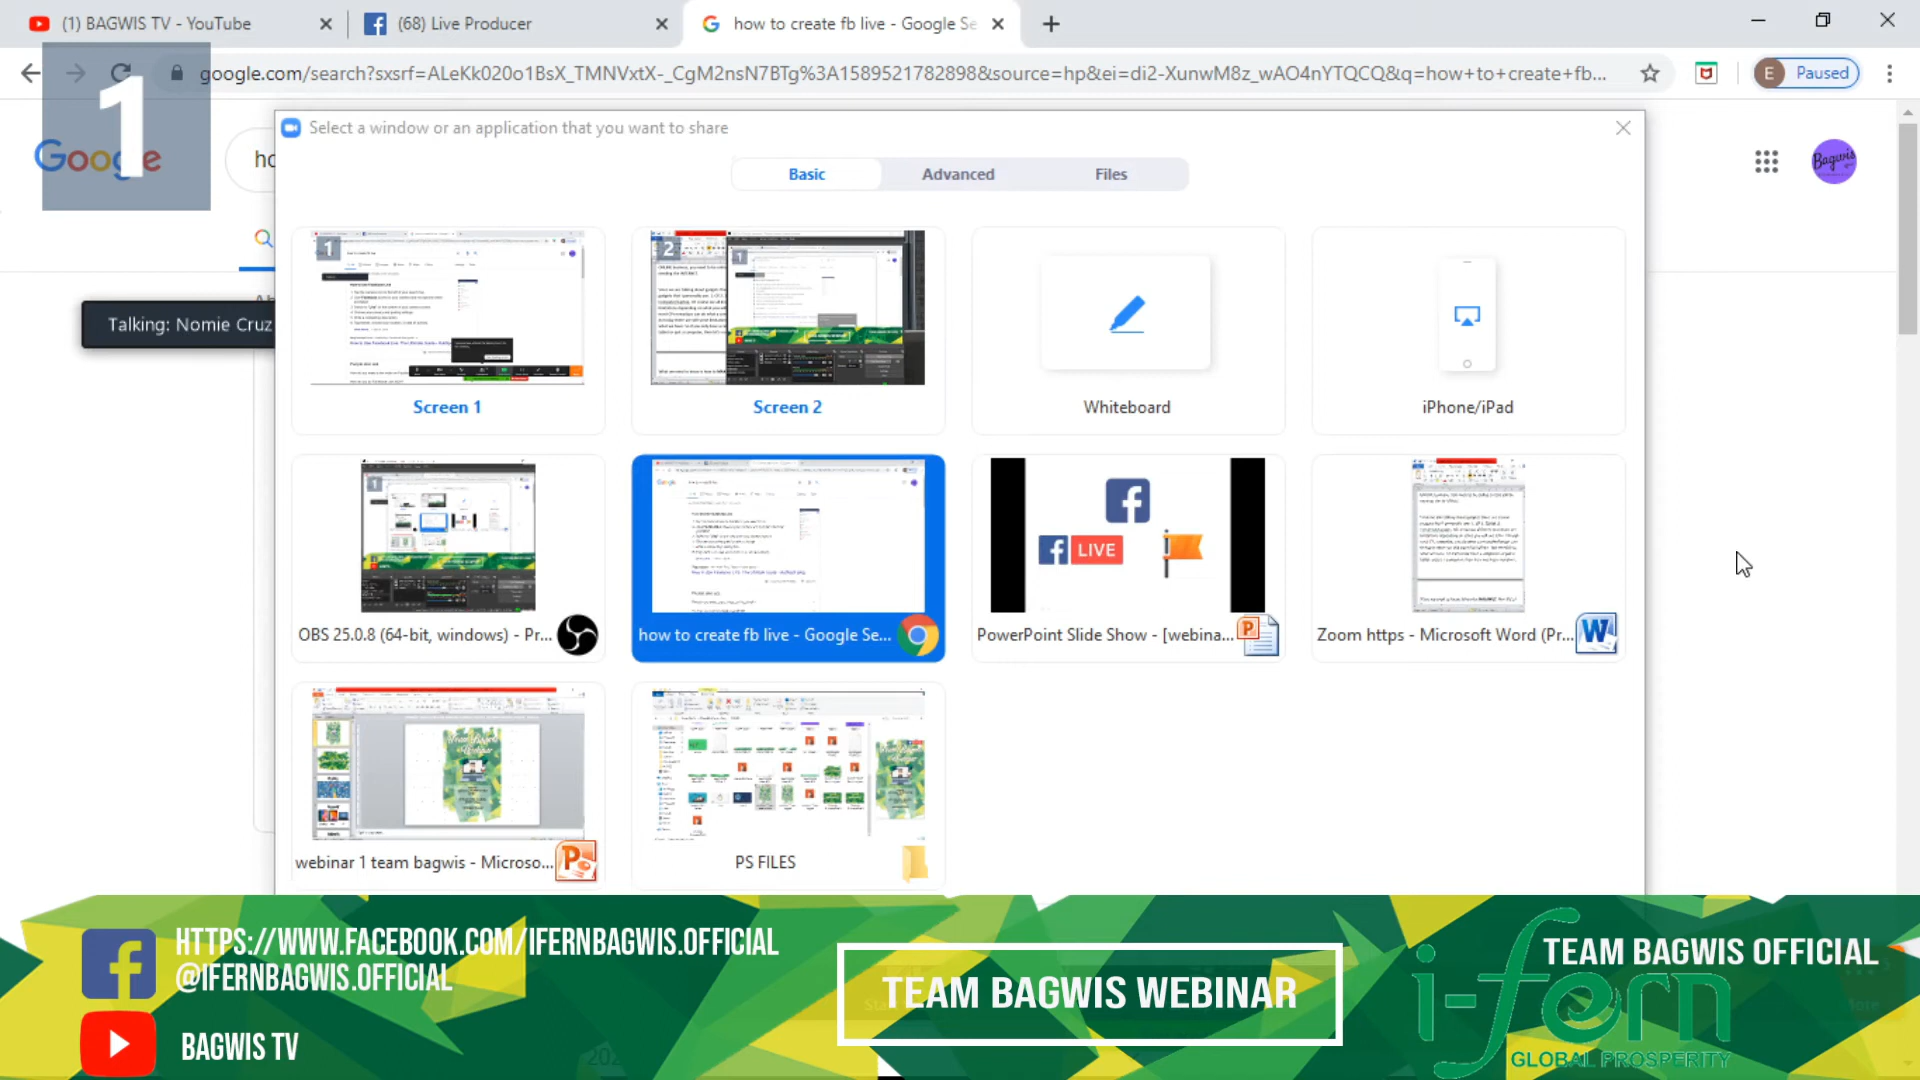 (1) BAGWIS TV - YouTube
(68) Live Producer
how to create fb live - Google Se
google.com/search?sxsrf=ALeKk020o1BsX_TMNVxtX-_CgM2nsN7BTg%3A1589521782898&source=hp&ei=di2-XunwM8z_wAO4nYTQCQ&q=how+to+create+fb...
E Paused
1
Google
ho
Bagwis
Select a window or an application that you want to share
Basic
Advanced
Files
Talking: Nomie Cruz
Screen 1
Screen 2
Whiteboard
iPhone/iPad
LIVE
OBS 25.0.8 (64-bit, windows) - Pr...
how to create fb live - Google Se...
PowerPoint Slide Show - [webina...
Zoom https - Microsoft Word (Pr...
webinar 1 team bagwis - Microso...
PS FILES
HTTPS://WWW.FACEBOOK.COM/IFERNBAGWIS.OFFICIAL
@IFERNBAGWIS.OFFICIAL
BAGWIS TV
TEAM BAGWIS WEBINAR
TEAM BAGWIS OFFICIAL
i-fern
GLOBAL PROSPERITY